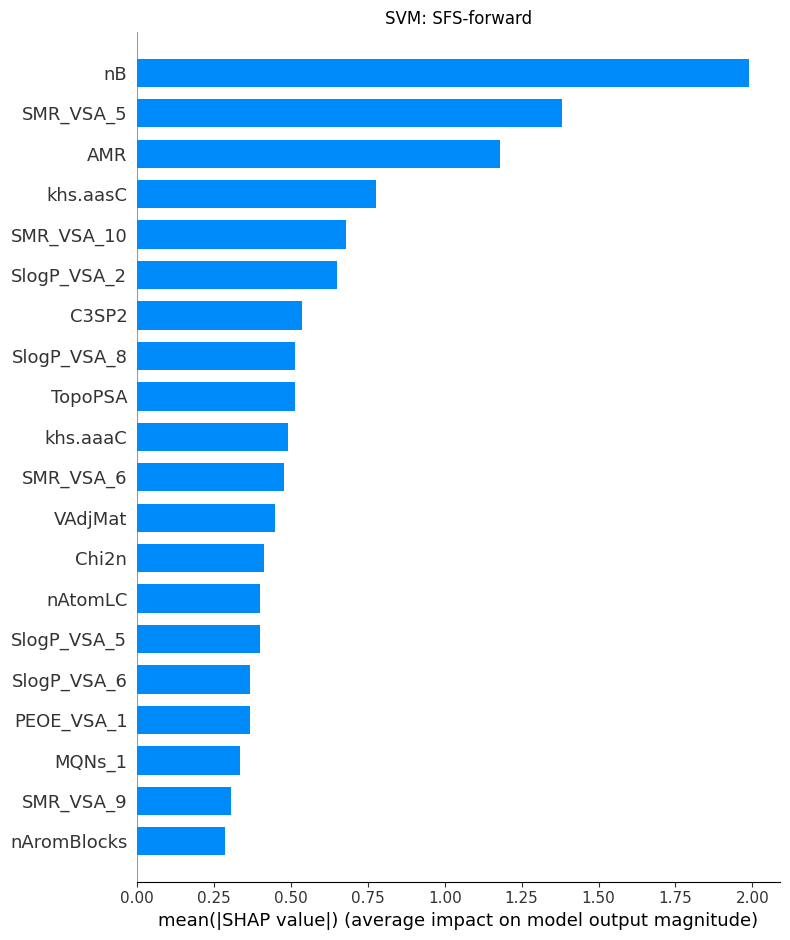 SVM: SFS-forward
nB
SMR_VSA_5
AMR
khs.aasC
SMR_VSA_10
SlogP_VSA_2
C3SP2
SlogP_VSA_8
TopoPSA
khs.aaaC
SMR_VSA_6
VAdjMat
Chi2n
nAtomLC
SlogP_VSA_5
SlogP_VSA_6
PEOE_VSA_1
MQNs_1
SMR_VSA_9
nAromBlocks
0.00 0.25 0.50 0.75 1.00 1.25 1.50 1.75 2.00
mean(|SHAP value|) (average impact on model output magnitude)